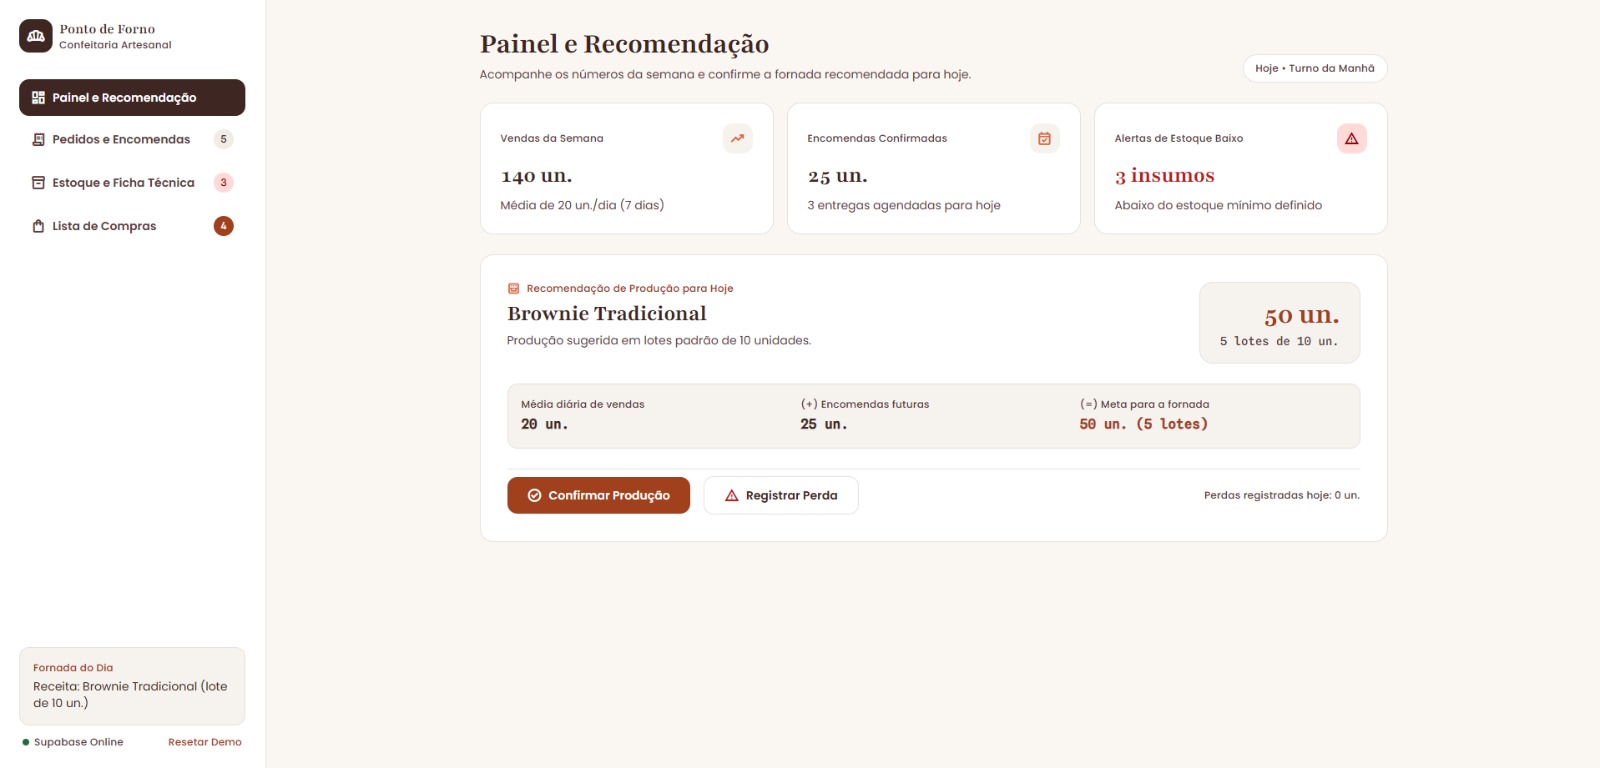 Ponto de Forno
Confeitaria Artesanal
Painel e Recomendação
Pedidos e Encomendas 5
Estoque e Ficha Técnica 3
Lista de Compras 4
Fornada do Dia
Receita: Brownie Tradicional (lote
de 10 un.)
Supabase Online Resetar Demo
Painel e Recomendação
Acompanhe os números da semana e confirme a fornada recomendada para hoje.
Hoje • Turno da Manhã
Vendas da Semana
140 un.
Média de 20 un./dia (7 dias)
Encomendas Confirmadas
25 un.
3 entregas agendadas para hoje
Alertas de Estoque Baixo
3 insumos
Abaixo do estoque mínimo definido
Recomendação de Produção para Hoje
Brownie Tradicional
Produção sugerida em lotes padrão de 10 unidades.
50 un.
5 lotes de 10 un.
Média diária de vendas
20 un.
(+) Encomendas futuras
25 un.
(=) Meta para a fornada
50 un. (5 lotes)
Confirmar Produção
Registrar Perda
Perdas registradas hoje: 0 un.